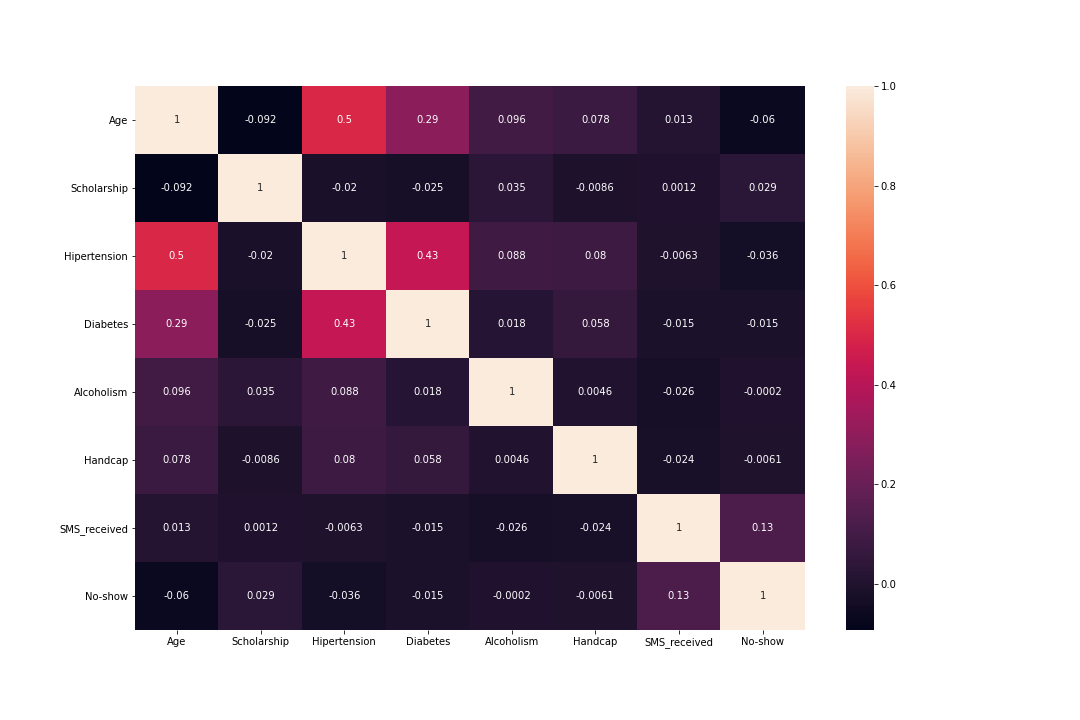 1.0
Age 1 -0.092 0.5 0.29 0.096 0.078 0.013 -0.06
0.8
Scholarship -0.092 1 -0.02 -0.025 0.035 -0.0086 0.0012 0.029
Hipertension 0.5 -0.02 1 0.43 0.088 0.08 -0.0063 -0.036
0.6
Diabetes 0.29 -0.025 0.43 1 0.018 0.058 -0.015 -0.015
0.4
Alcoholism 0.096 0.035 0.088 0.018 1 0.0046 -0.026 -0.0002
Handcap 0.078 -0.0086 0.08 0.058 0.0046 1 -0.024 -0.0061
0.2
SMS_received 0.013 0.0012 -0.0063 -0.015 -0.026 -0.024 1 0.13
0.0
No-show -0.06 0.029 -0.036 -0.015 -0.0002 -0.0061 0.13 1
Age Scholarship Hipertension Diabetes Alcoholism Handcap SMS_received No-show